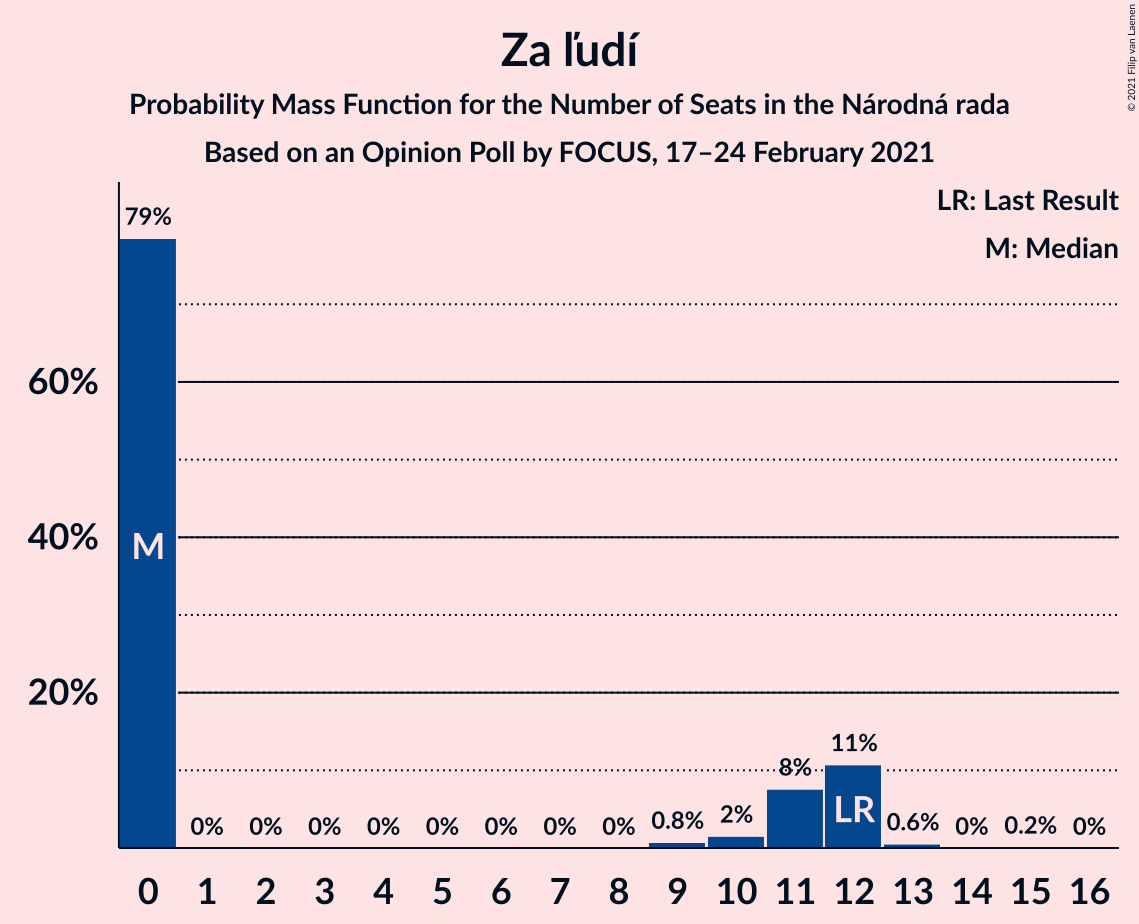 Za ľudí
Probability Mass Function for the Number of Seats in the Národná rada
Based on an Opinion Poll by FOCUS, 17–24 February 2021
© 2021 Filip van Laenen
LR: Last Result
M: Median
79%
60%
40%
20%
M
0% 0% 0% 0% 0% 0% 0% 0% 0.8% 2% 8% 11% 0.6% 0% 0.2% 0%
LR
0 1 2 3 4 5 6 7 8 9 10 11 12 13 14 15 16